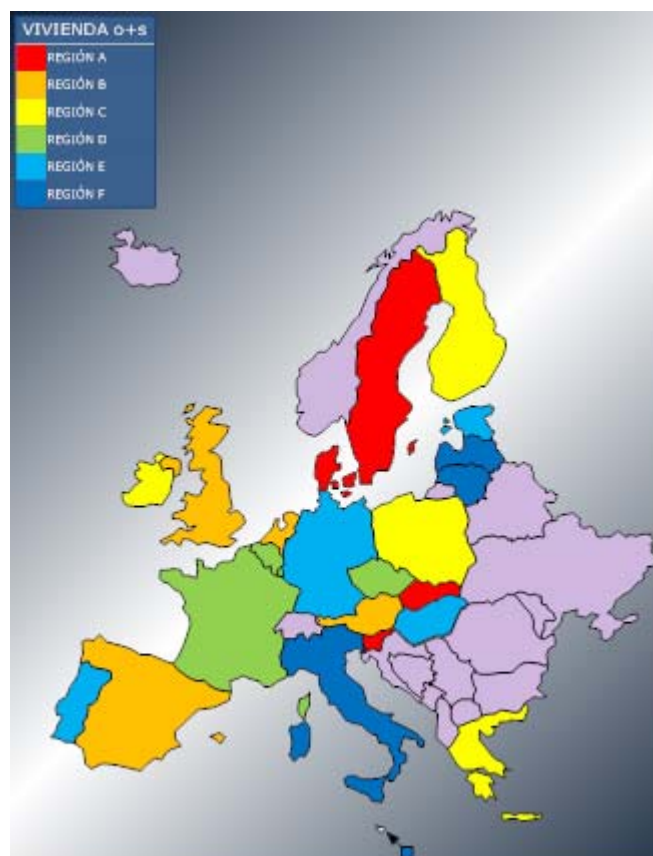 VIVIENDA o+s
REGIÓN A
REGIÓN B
REGIÓN C
REGIÓN D
REGIÓN E
REGIÓN F